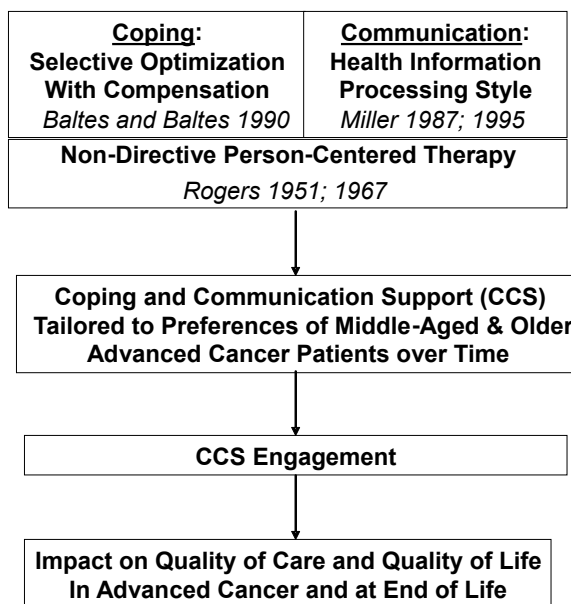 Coping:
Selective Optimization
With Compensation
Baltes and Baltes 1990
Communication:
Health Information
Processing Style
Miller 1987; 1995
Non-Directive Person-Centered Therapy
Rogers 1951; 1967
Coping and Communication Support (CCS)
Tailored to Preferences of Middle-Aged & Older
Advanced Cancer Patients over Time
CCS Engagement
Impact on Quality of Care and Quality of Life
In Advanced Cancer and at End of Life